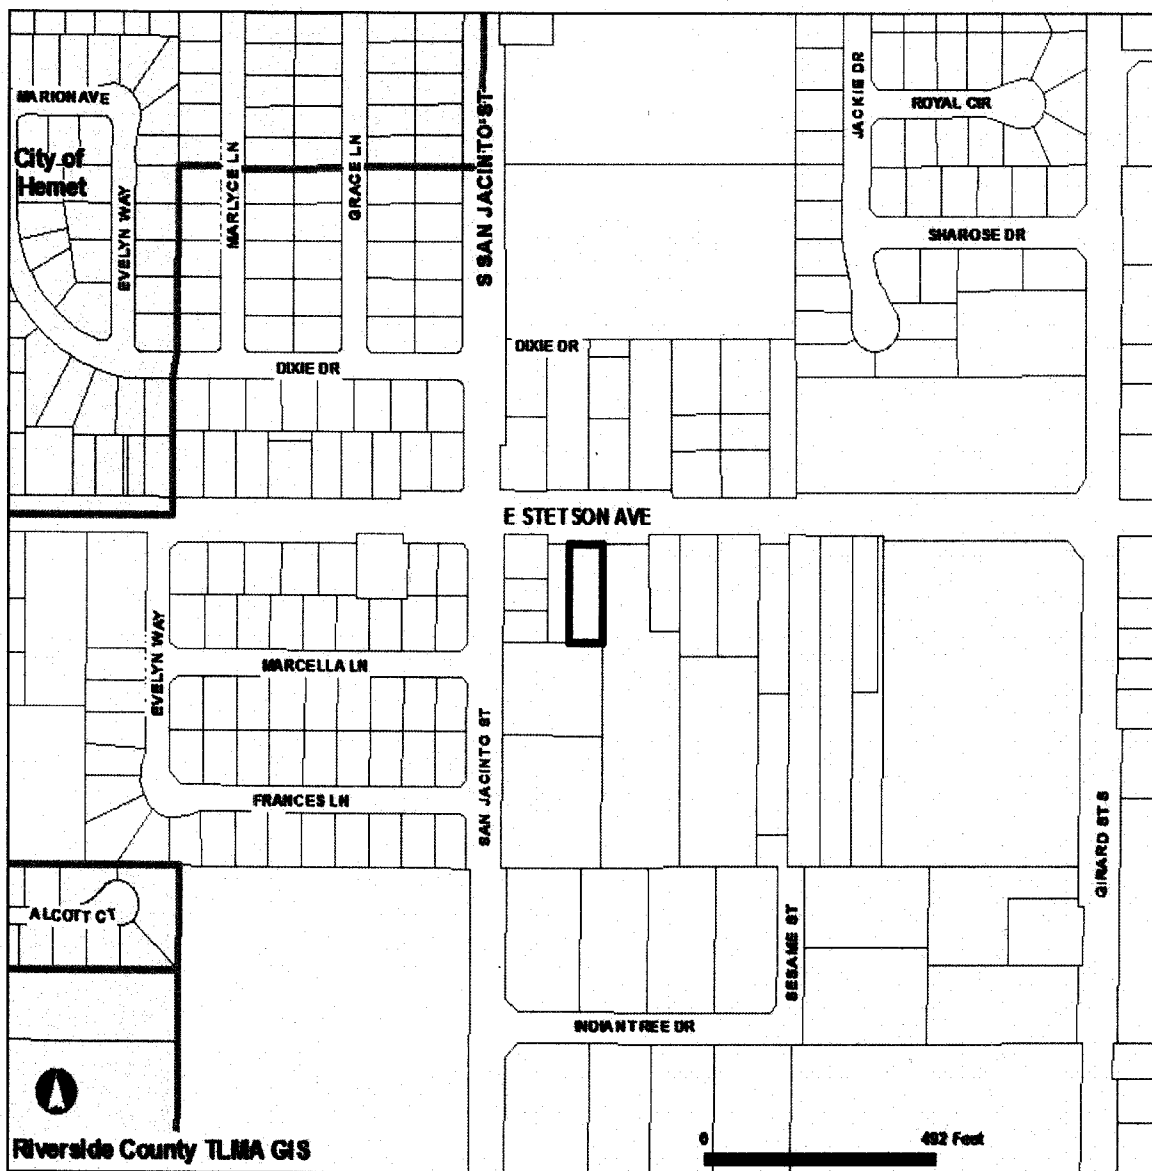 MARION AVE
City of
Hemet
EVELYN WAY
MARLYCE LN
GRACE LN
S SAN JACINTO ST
JACKIE DR
ROYAL CIR
SHAROSE DR
DIXIE DR
DIXIE DR
E STETSON AVE
EVELYN WAY
MARCELLA LN
SAN JACINTO ST
FRANCES LN
GIRARD ST S
ALCOTT CT
SESAME ST
INDIAN TREE DR
Riverside County TLMA GIS
0 492 Feet